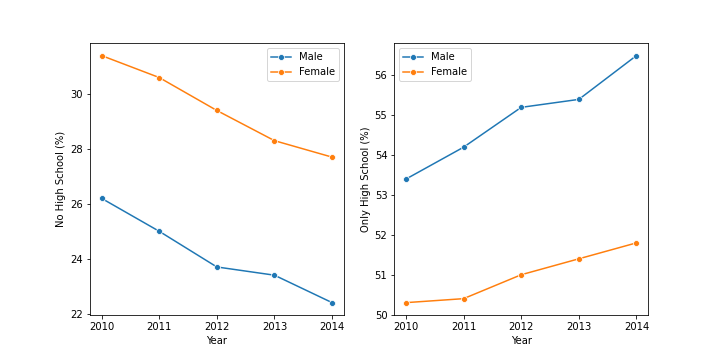 Male
Female
No High School (%)
30
28
26
24
22
2010 2011 2012 2013 2014
Year
Male
Female
Only High School (%)
56
55
54
53
52
51
50
2010 2011 2012 2013 2014
Year